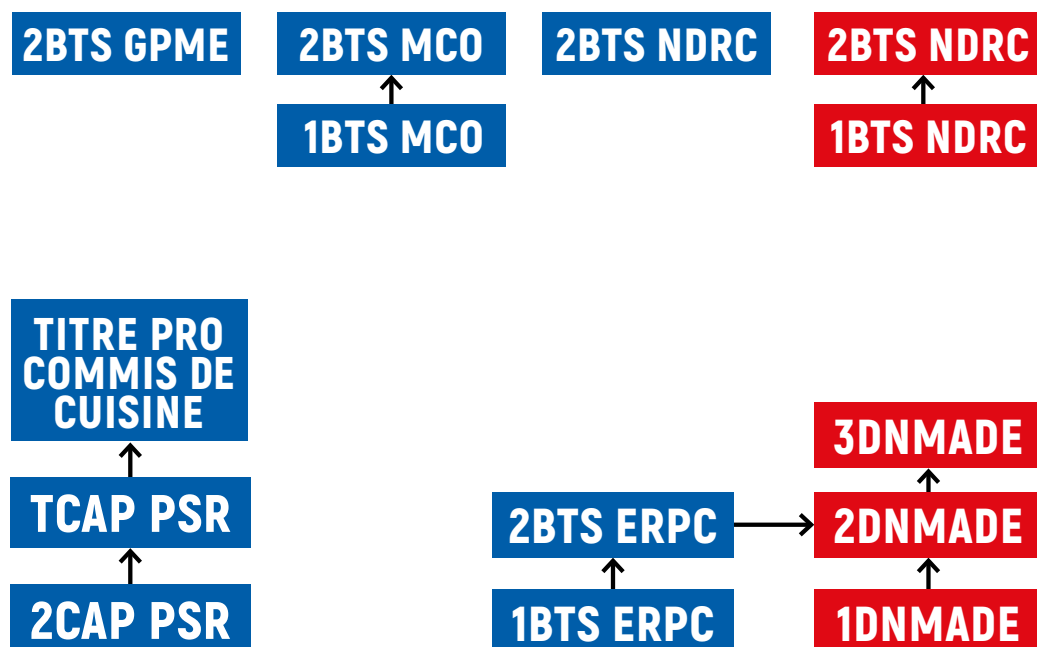 2BTS GPME
2BTS MCO
2BTS NDRC
2BTS NDRC
1BTS MCO
1BTS NDRC
TITRE PRO
COMMIS DE
CUISINE
3DNMADE
TCAP PSR
2BTS ERPC
2DNMADE
2CAP PSR
1BTS ERPC
1DNMADE